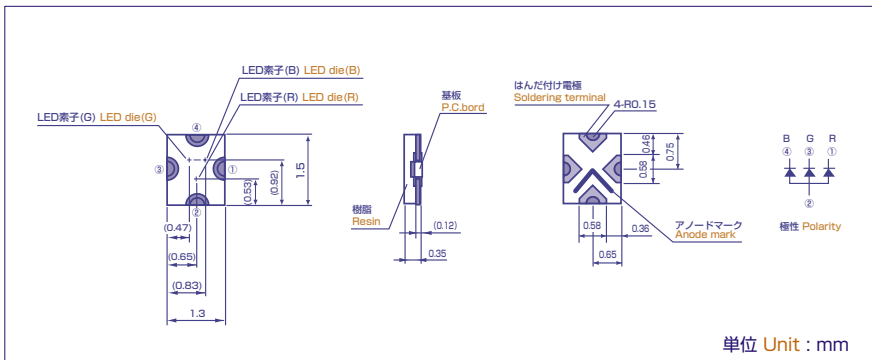 LED素子(B) LED die(B)
LED素子(R) LED die(R)
LED素子(G) LED die(G)
④
③
①
②
(0.53)
(0.92)
1.5
(0.47)
(0.65)
(0.83)
1.3
基板
P.C.bord
樹脂
Resin
(0.12)
0.35
はんだ付け電極
Soldering terminal
4-R0.15
0.46
0.58
0.75
0.58
0.36
0.65
アノードマーク
Anode mark
B G R
④ ③ ①
②
極性 Polarity
単位 Unit : mm